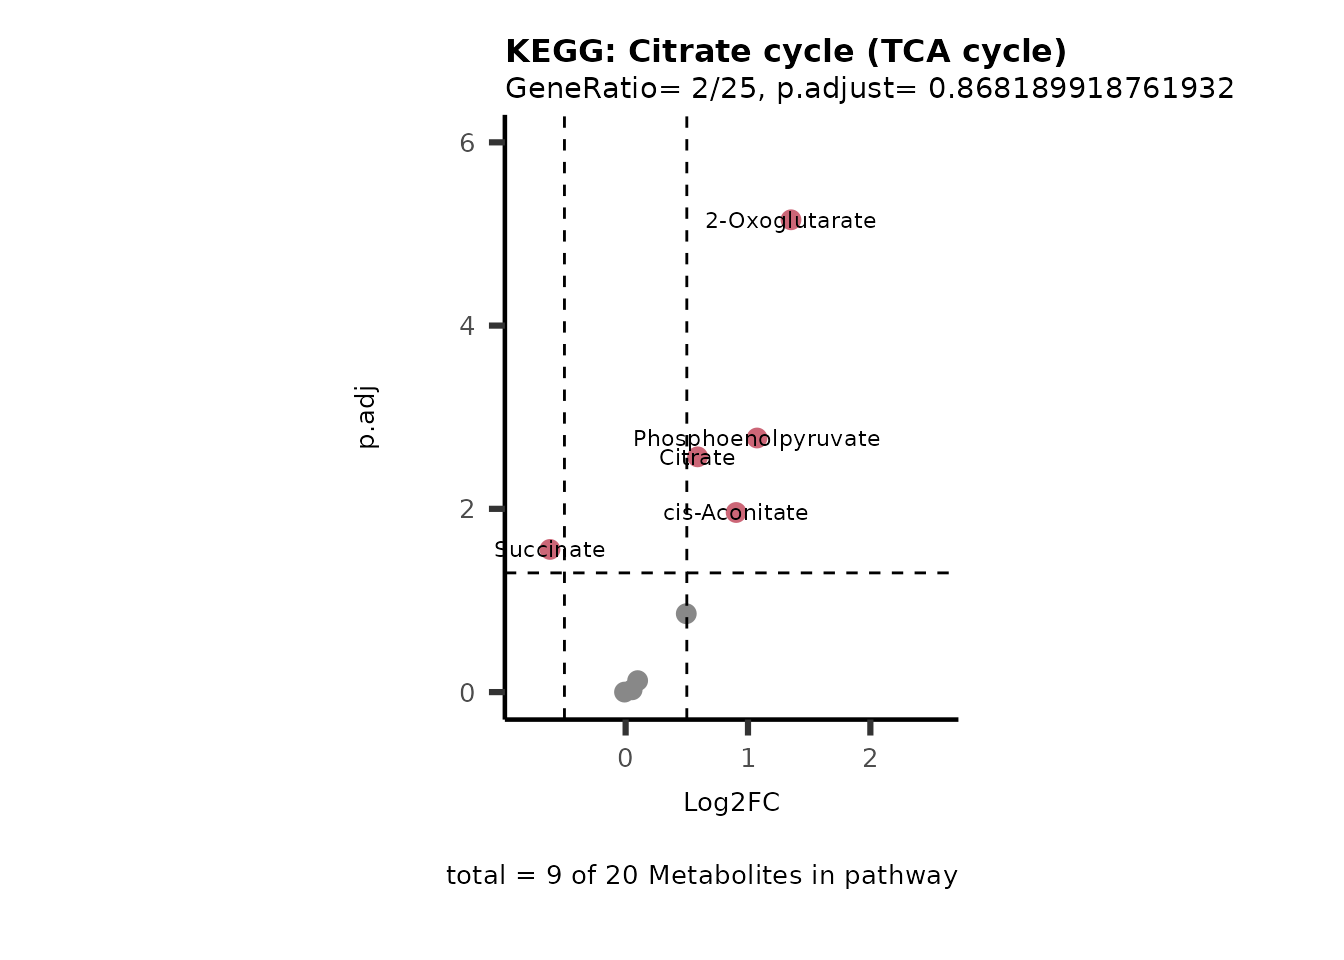 KEGG: Citrate cycle (TCA cycle)
GeneRatio= 2/25, p.adjust= 0.868189918761932
6
2-Oxoglutarate
4
p.adj
Phosphoenolpyruvate
Citrate
2
cis-Aconitate
Succinate
0
0 1 2
Log2FC
total = 9 of 20 Metabolites in pathway